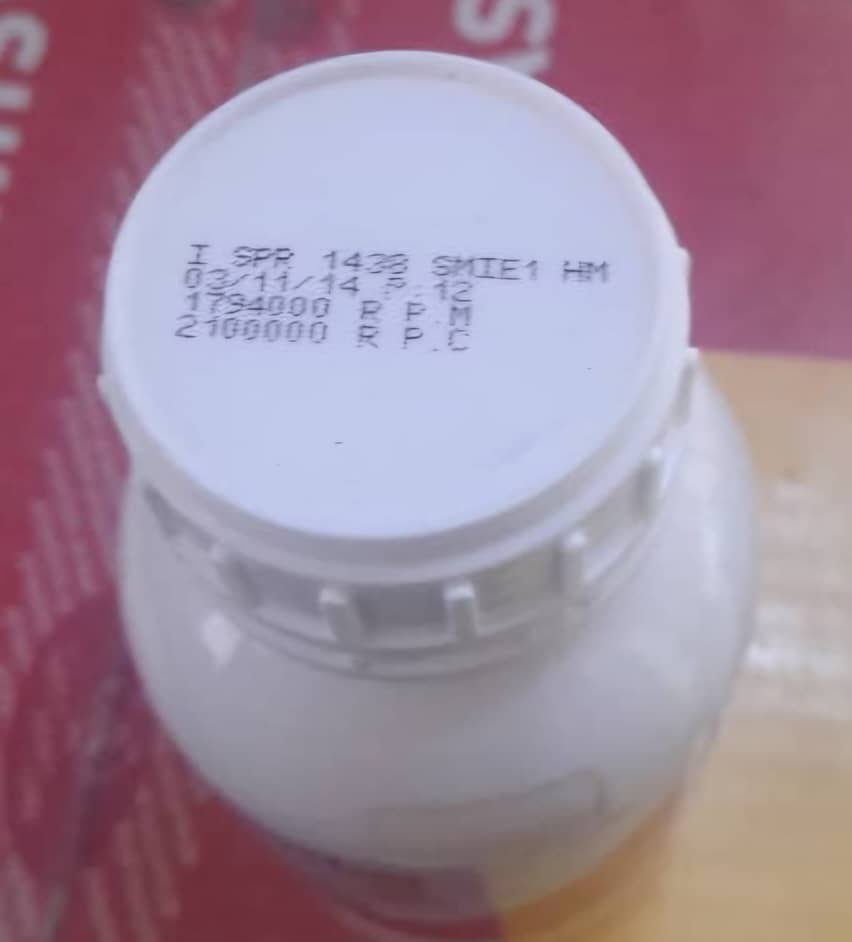 I SPR 1438 SMIE1 HM
03/11/14 P:12
1794000 R P.M
2100000 R P.C